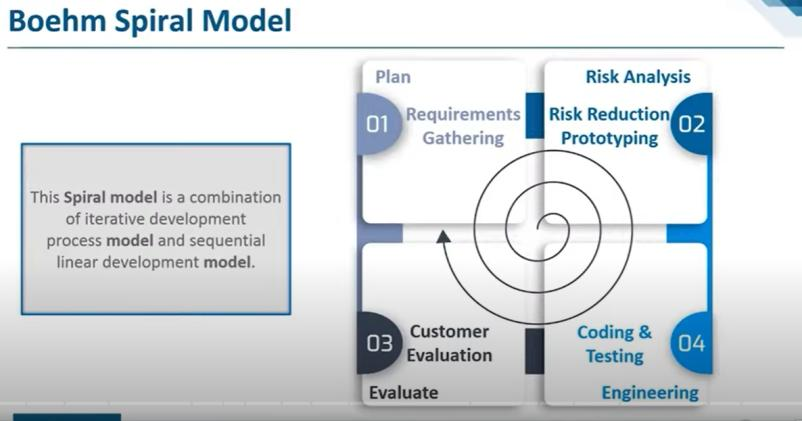 Boehm Spiral Model
This Spiral model is a combination
of iterative development
process model and sequential
linear development model.
Plan
01
Requirements
Gathering
Risk Analysis
Risk Reduction
Prototyping
02
03
Customer
Evaluation
Evaluate
Coding &
Testing
04
Engineering